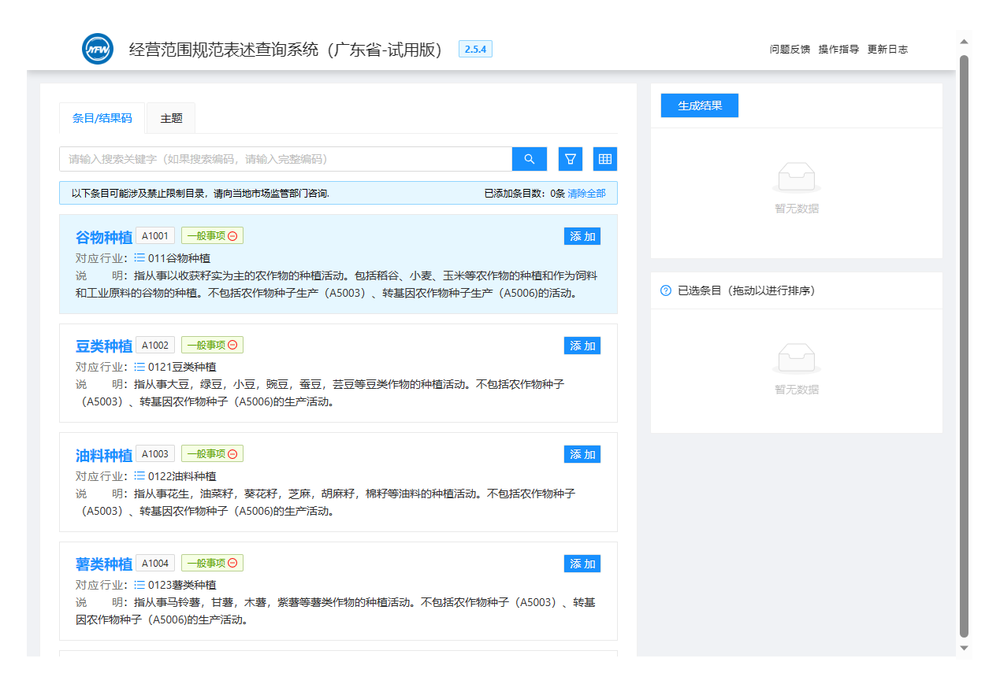 NFW
经营范围规范表述查询系统（广东省-试用版）
2.5.4
问题反馈 操作指导 更新日志
条目/结果码
主题
请输入搜索关键字（如果搜索编码，请输入完整编码）
以下条目可能涉及禁止限制目录，请向当地市场监管部门咨询.
已添加条目数：0条 清除全部
谷物种植 A1001 一般事项
添 加
对应行业：011谷物种植
说 明：指从事以收获籽实为主的农作物的种植活动。包括稻谷、小麦、玉米等农作物的种植和作为饲料
和工业原料的谷物的种植。不包括农作物种子生产（A5003）、转基因农作物种子生产（A5006)的活动。
豆类种植 A1002 一般事项
添 加
对应行业：0121豆类种植
说 明：指从事大豆，绿豆，小豆，豌豆，蚕豆，芸豆等豆类作物的种植活动。不包括农作物种子
（A5003）、转基因农作物种子（A5006)的生产活动。
油料种植 A1003 一般事项
添 加
对应行业：0122油料种植
说 明：指从事花生，油菜籽，葵花籽，芝麻，胡麻籽，棉籽等油料的种植活动。不包括农作物种子
（A5003）、转基因农作物种子（A5006)的生产活动。
薯类种植 A1004 一般事项
添 加
对应行业：0123薯类种植
说 明：指从事马铃薯，甘薯，木薯，紫薯等薯类作物的种植活动。不包括农作物种子（A5003）、转基
因农作物种子（A5006)的生产活动。
生成结果
暂无数据
已选条目（拖动以进行排序）
暂无数据